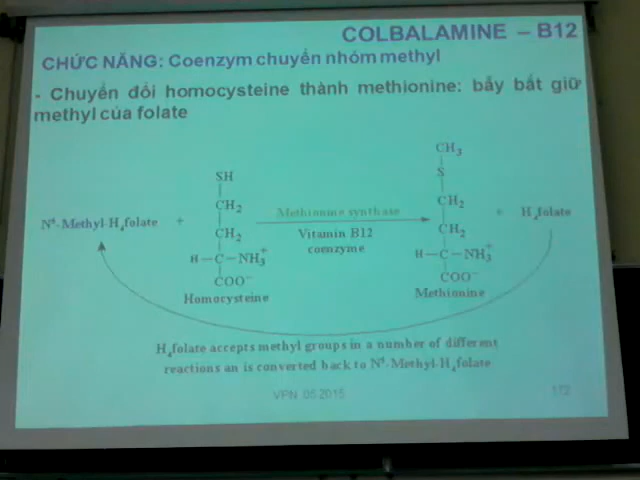 COLBALAMINE – B12
CHỨC NĂNG: Coenzym chuyển nhóm methyl
- Chuyển đổi homocysteine thành methionine: bẫy bắt giữ
methyl của folate
N⁵-Methyl-H₄folate + 
SH
CH₂
CH₂
H–C–NH₃⁺
COO⁻
Homocysteine
Methionine synthase
Vitamin B12
coenzyme
CH₃
S
CH₂
CH₂
H–C–NH₃⁺
COO⁻
Methionine
+ H₄folate
H₄folate accepts methyl groups in a number of different
reactions an is converted back to N⁵-Methyl-H₄folate
VPN 05.2015
172